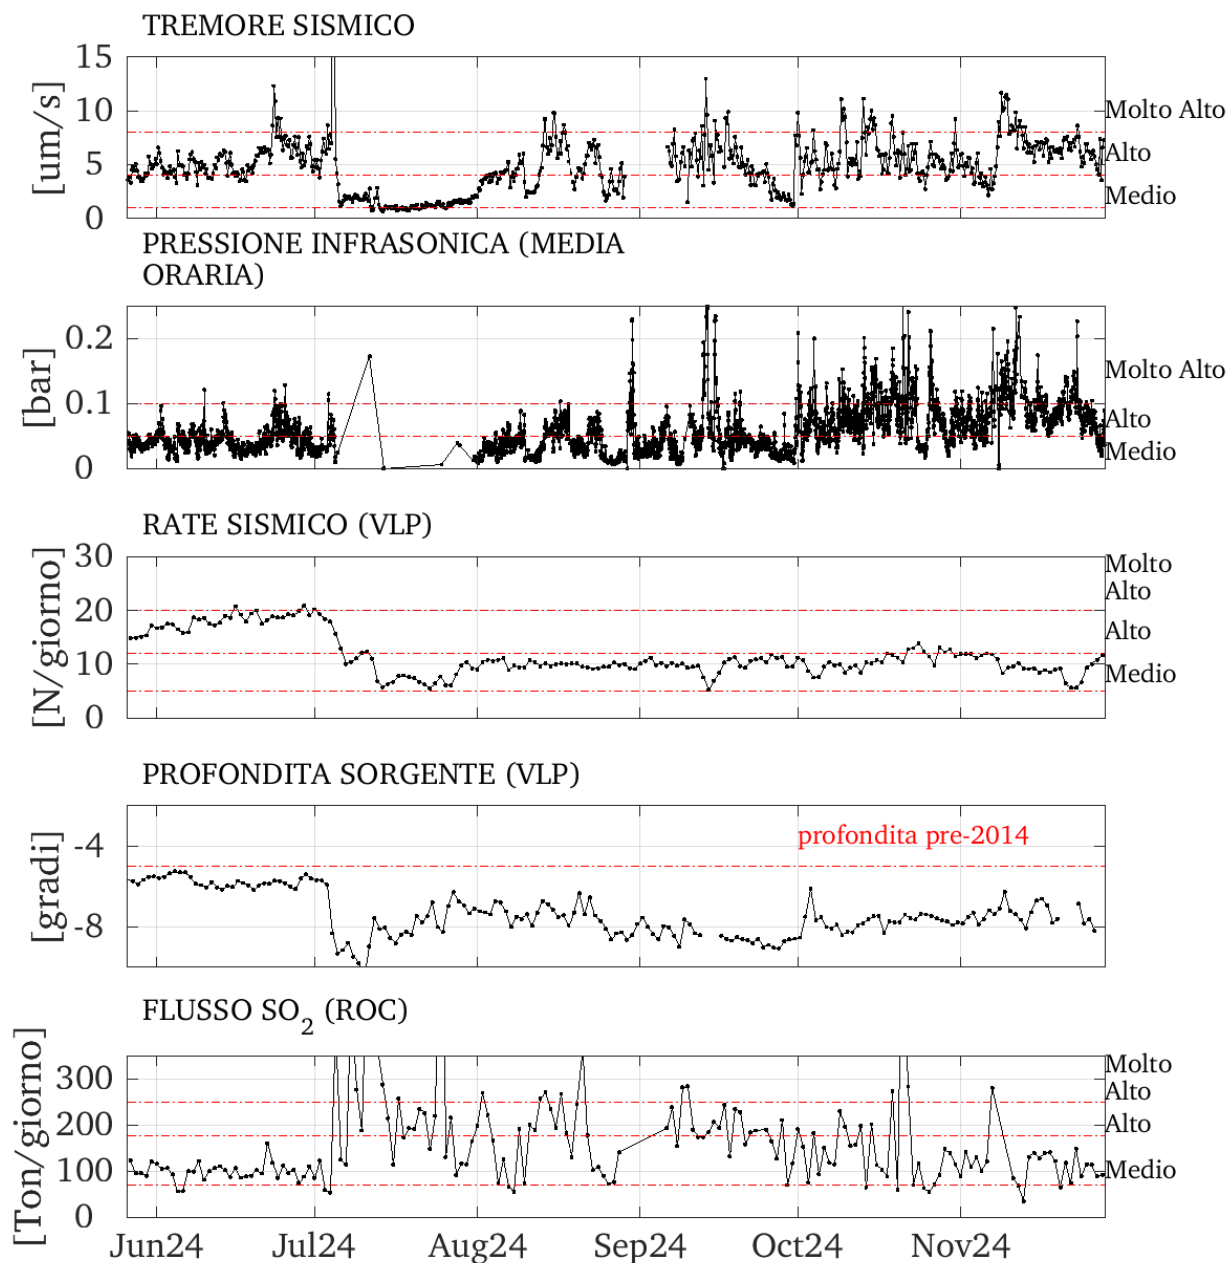 TREMORE SISMICO
15
10
5
0
[um/s]
Molto Alto
Alto
Medio
PRESSIONE INFRASONICA (MEDIA
ORARIA)
0.2
0.1
0
[bar]
Molto Alto
Alto
Medio
RATE SISMICO (VLP)
30
20
10
0
[N/giorno]
Molto
Alto
Alto
Medio
PROFONDITA SORGENTE (VLP)
-4
-8
[gradi]
profondita pre-2014
FLUSSO SO2 (ROC)
300
200
100
0
[Ton/giorno]
Molto
Alto
Alto
Medio
Jun24 Jul24 Aug24 Sep24 Oct24 Nov24